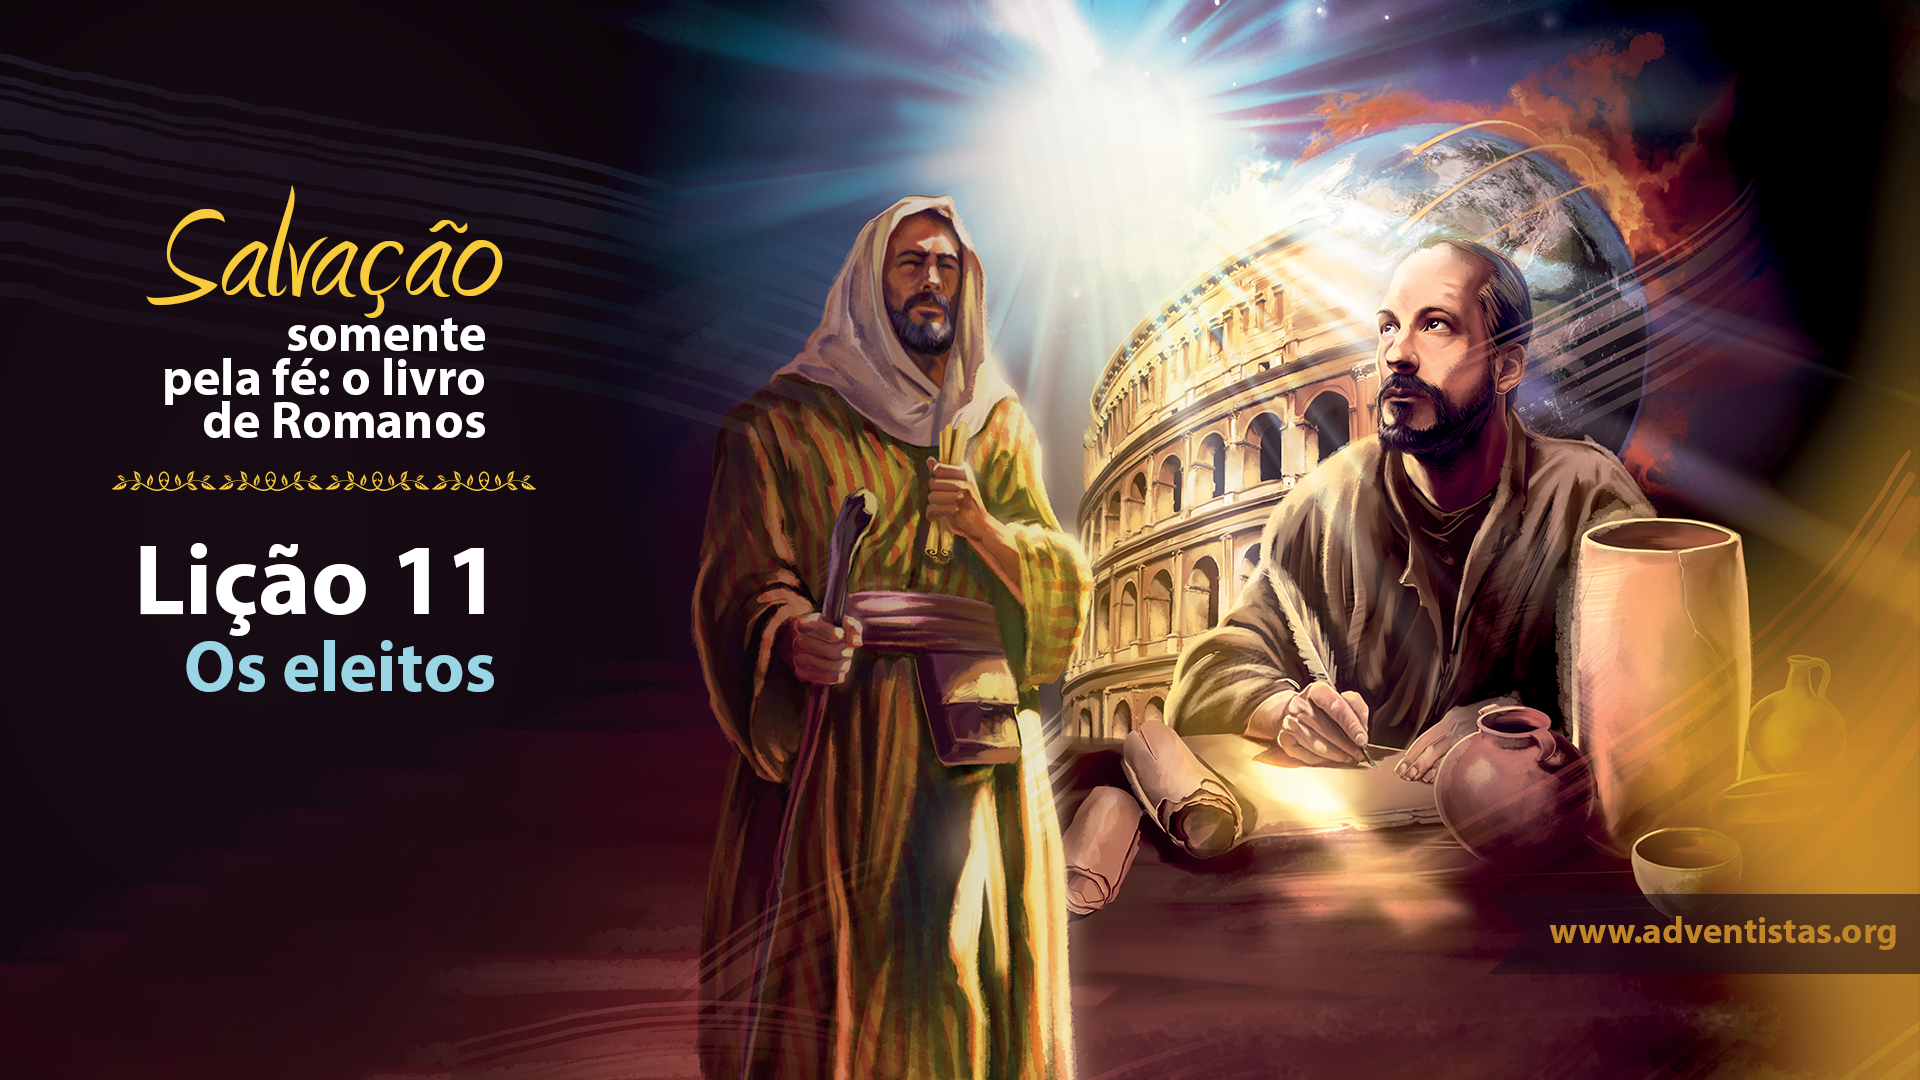 Salvação
somente
pela fé: o livro
de Romanos
Lição 11
Os eleitos
www.adventistas.org